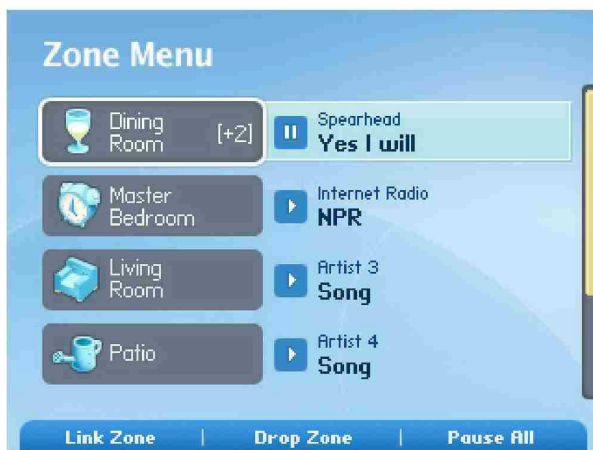 Zone Menu
Dining
Room
[+2]
Spearhead
Yes I will
Master
Bedroom
Internet Radio
NPR
Living
Room
Artist 3
Song
Patio
Artist 4
Song
Link Zone | Drop Zone | Pause All